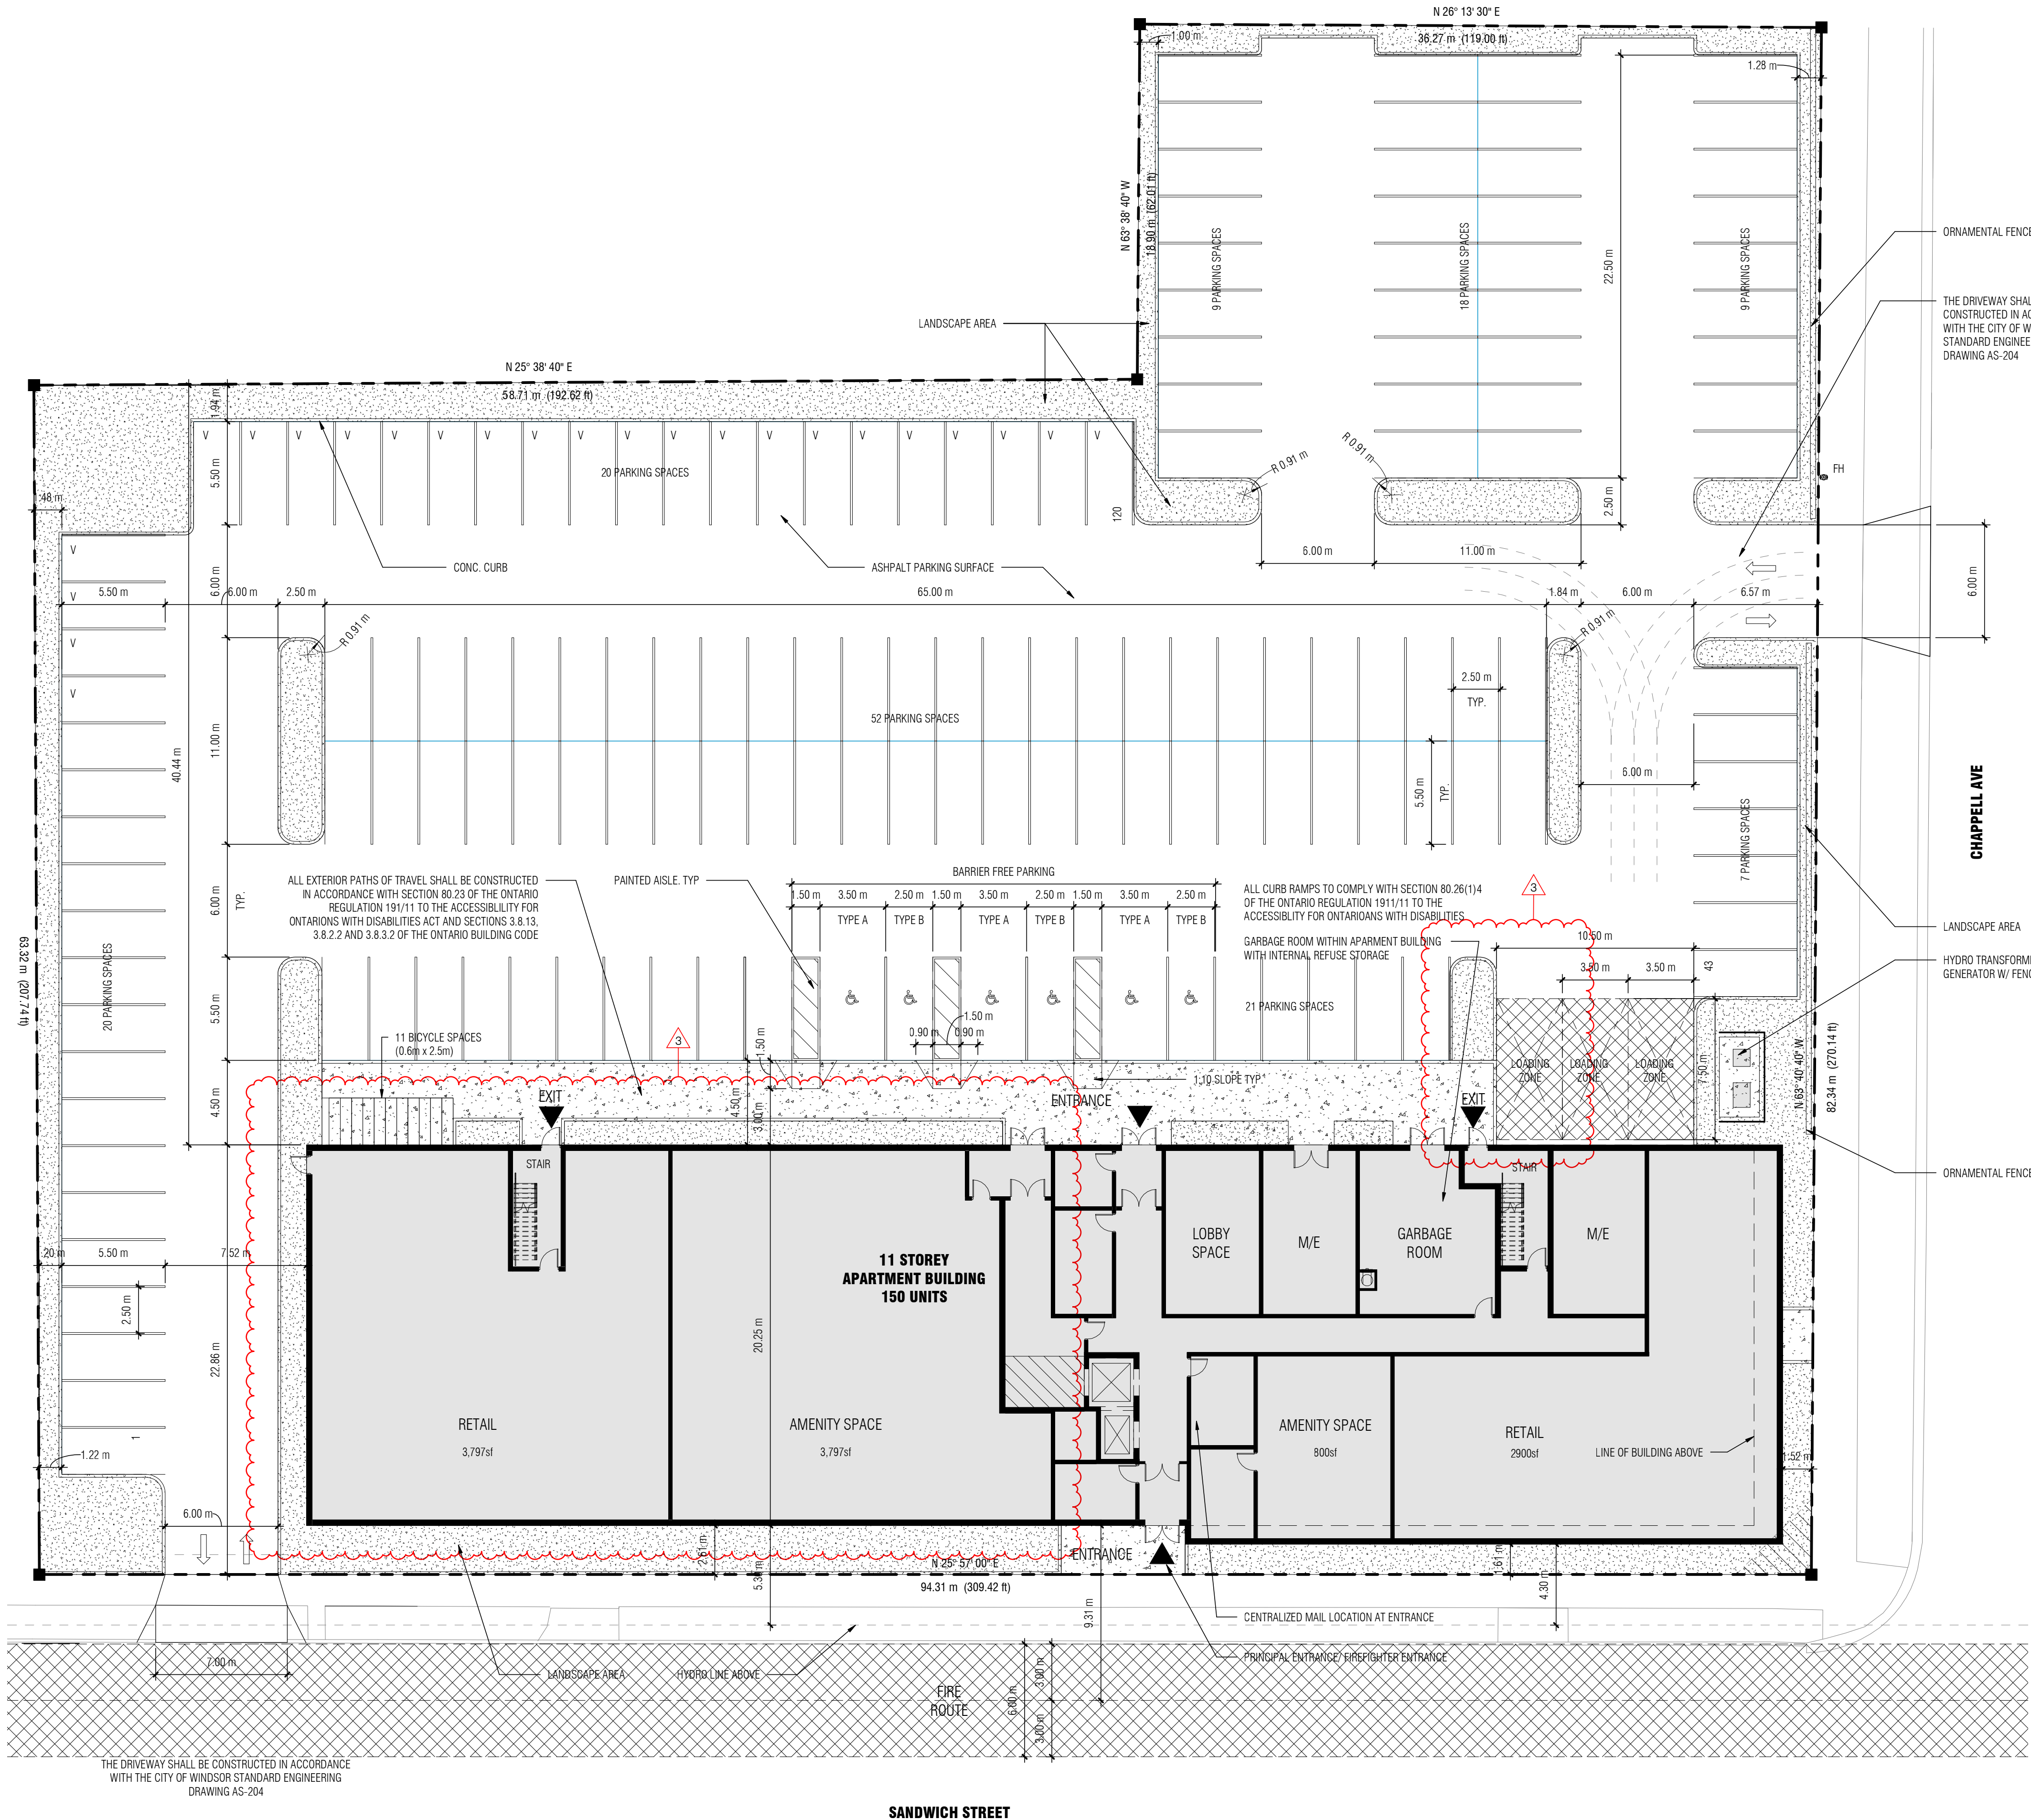 N 26° 13' 30" E
36.27 m (119.00 ft)
1.00 m
1.28 m
N 63° 38' 40" W
18.90 m (62.01 ft)
9 PARKING SPACES
18 PARKING SPACES
22.50 m
9 PARKING SPACES
ORNAMENTAL FENCE
THE DRIVEWAY SHAL
CONSTRUCTED IN AC
WITH THE CITY OF W
STANDARD ENGINEE
DRAWING AS-204
LANDSCAPE AREA
N 25° 38' 40" E
58.71 m (192.62 ft)
1.94 m
V V V V V V V V V V V V V V V V V V V V
20 PARKING SPACES
5.50 m
.48 m
R 0.91 m
R 0.91 m
FH
120
2.50 m
V
V
V
V
CONC. CURB
ASHPALT PARKING SURFACE
6.00 m
11.00 m
6.00 m
5.50 m
6.00 m
6.00 m
2.50 m
65.00 m
1.84 m
6.00 m
6.57 m
R 0.91 m
R 0.91 m
2.50 m
TYP.
52 PARKING SPACES
11.00 m
40.44 m
5.50 m
TYP.
6.00 m
7 PARKING SPACES
CHAPPELL AVE
BARRIER FREE PARKING
ALL EXTERIOR PATHS OF TRAVEL SHALL BE CONSTRUCTED
IN ACCORDANCE WITH SECTION 80.23 OF THE ONTARIO
REGULATION 191/11 TO THE ACCESSIBLILITY FOR
ONTARIONS WITH DISABILITIES ACT AND SECTIONS 3.8.13,
3.8.2.2 AND 3.8.3.2 OF THE ONTARIO BUILDING CODE
PAINTED AISLE. TYP
1.50 m
3.50 m
2.50 m
1.50 m
3.50 m
2.50 m
1.50 m
3.50 m
2.50 m
TYPE A
TYPE B
TYPE A
TYPE B
TYPE A
TYPE B
ALL CURB RAMPS TO COMPLY WITH SECTION 80.26(1)4
OF THE ONTARIO REGULATION 1911/11 TO THE
ACCESSIBLITY FOR ONTARIOANS WITH DISABILITIES
3
GARBAGE ROOM WITHIN APARMENT BUILDING
WITH INTERNAL REFUSE STORAGE
10.50 m
3.50 m
3.50 m
43
LANDSCAPE AREA
HYDRO TRANSFORM
GENERATOR W/ FENC
6.00 m
TYP.
63.32 m (207.74 ft)
20 PARKING SPACES
5.50 m
21 PARKING SPACES
11 BICYCLE SPACES
(0.6m x 2.5m)
3
1.50 m
0.90 m
0.90 m
1.50 m
LOADING
ZONE
LOADING
ZONE
LOADING
ZONE
7.50 m
N 63° 40' 40" W
82.34 m (270.14 ft)
4.50 m
EXIT
4.50 m
3.00 m
1:10 SLOPE TYP
ENTRANCE
EXIT
ORNAMENTAL FENCE
STAIR
STAIR
LOBBY
SPACE
M/E
GARBAGE
ROOM
M/E
.20 m
5.50 m
7.52 m
11 STOREY
APARTMENT BUILDING
150 UNITS
2.50 m
22.86 m
20.25 m
RETAIL
3,797sf
AMENITY SPACE
3,797sf
AMENITY SPACE
800sf
RETAIL
2900sf
LINE OF BUILDING ABOVE
1
1.22 m
1.52 m
6.00 m
2.61 m
N 25° 57' 00" E
94.31 m (309.42 ft)
ENTRANCE
1.61 m
4.30 m
9.31 m
CENTRALIZED MAIL LOCATION AT ENTRANCE
7.00 m
LANDSCAPE AREA
HYDRO LINE ABOVE
PRINCIPAL ENTRANCE/ FIREFIGHTER ENTRANCE
FIRE
ROUTE
6.00 m
3.00 m
3.00 m
THE DRIVEWAY SHALL BE CONSTRUCTED IN ACCORDANCE
WITH THE CITY OF WINDSOR STANDARD ENGINEERING
DRAWING AS-204
SANDWICH STREET